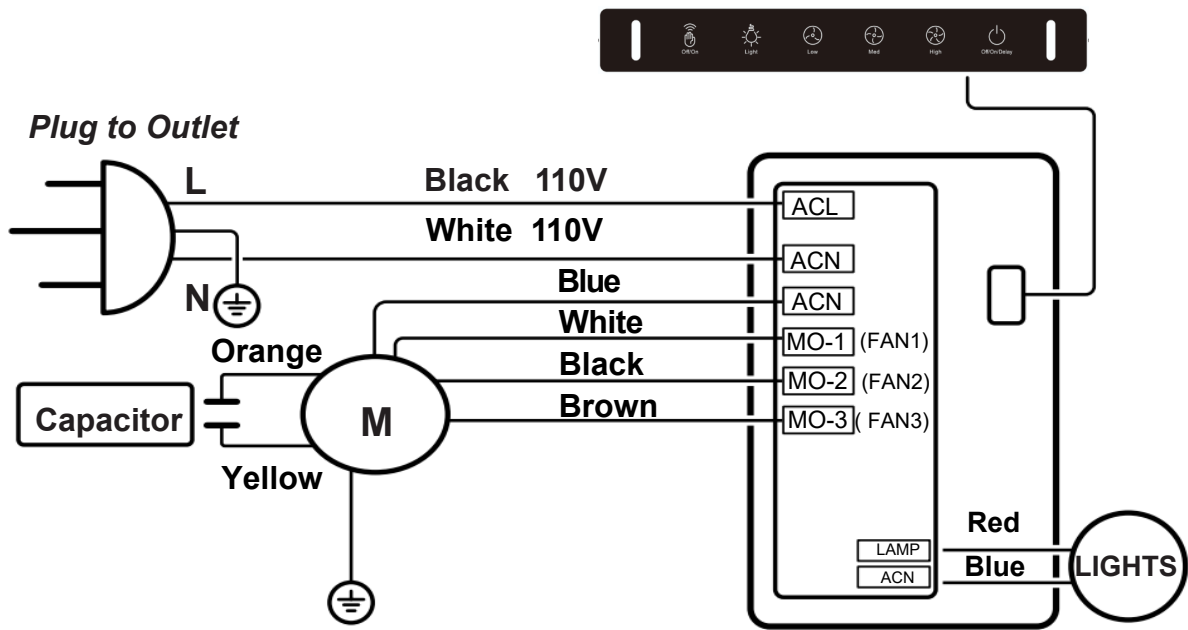 Off/On Light Low Med High Off/On/Delay
Plug to Outlet
L
Black 110V
ACL
White 110V
ACN
N
Blue
ACN
White
MO-1 (FAN1)
Orange
Black
MO-2 (FAN2)
Capacitor
M
Brown
MO-3 ( FAN3)
Yellow
Red
LAMP
Blue
ACN
LIGHTS